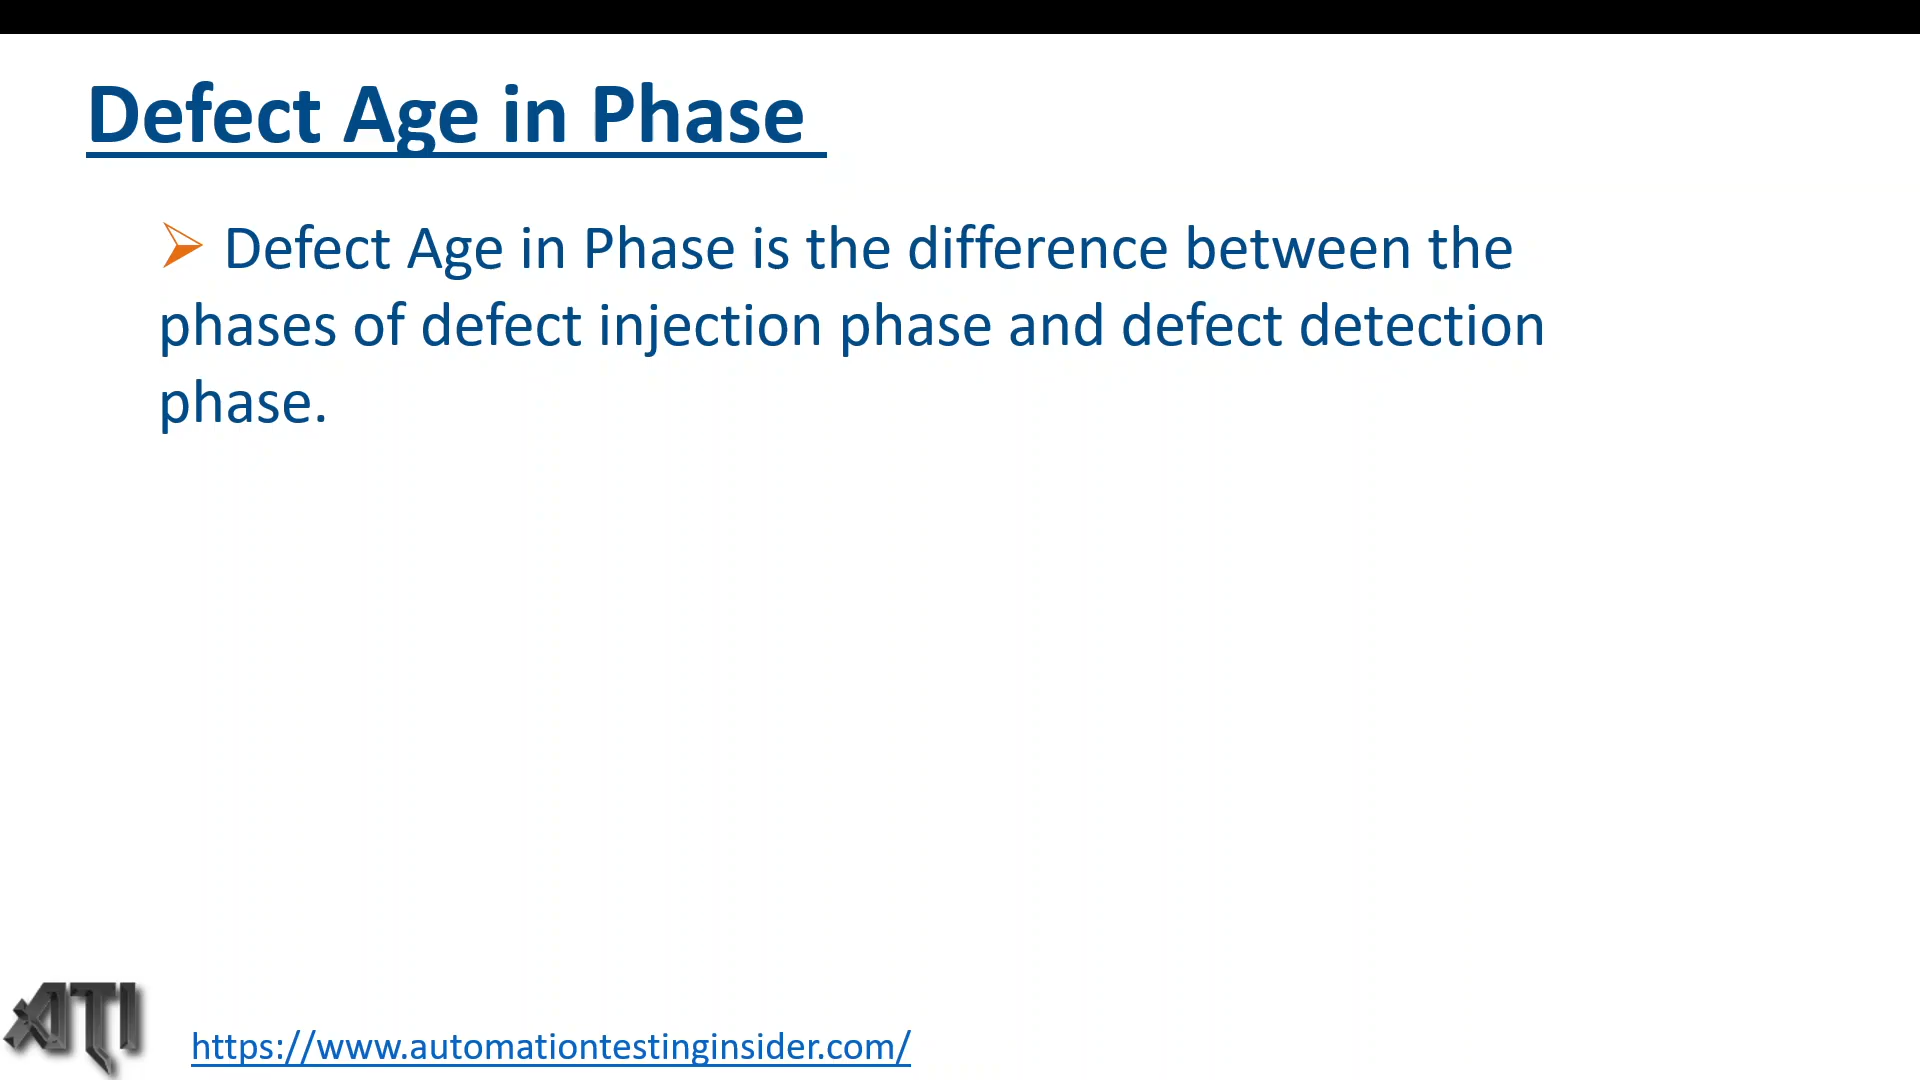 Defect Age in Phase
Defect Age in Phase is the difference between the
phases of defect injection phase and defect detection
phase.
ATI
https://www.automationtestinginsider.com/